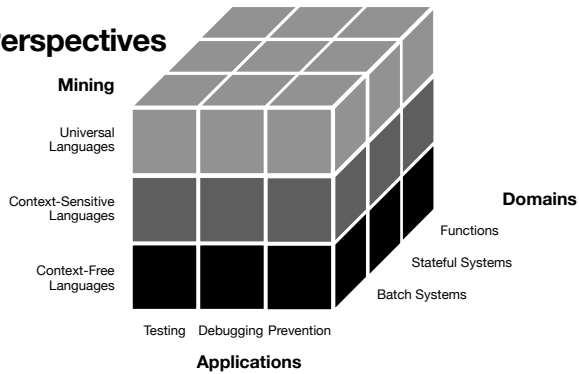 erspectives
Mining
Universal
Languages
Context-Sensitive
Languages
Context-Free
Languages
Domains
Functions
Stateful Systems
Batch Systems
Testing Debugging Prevention
Applications